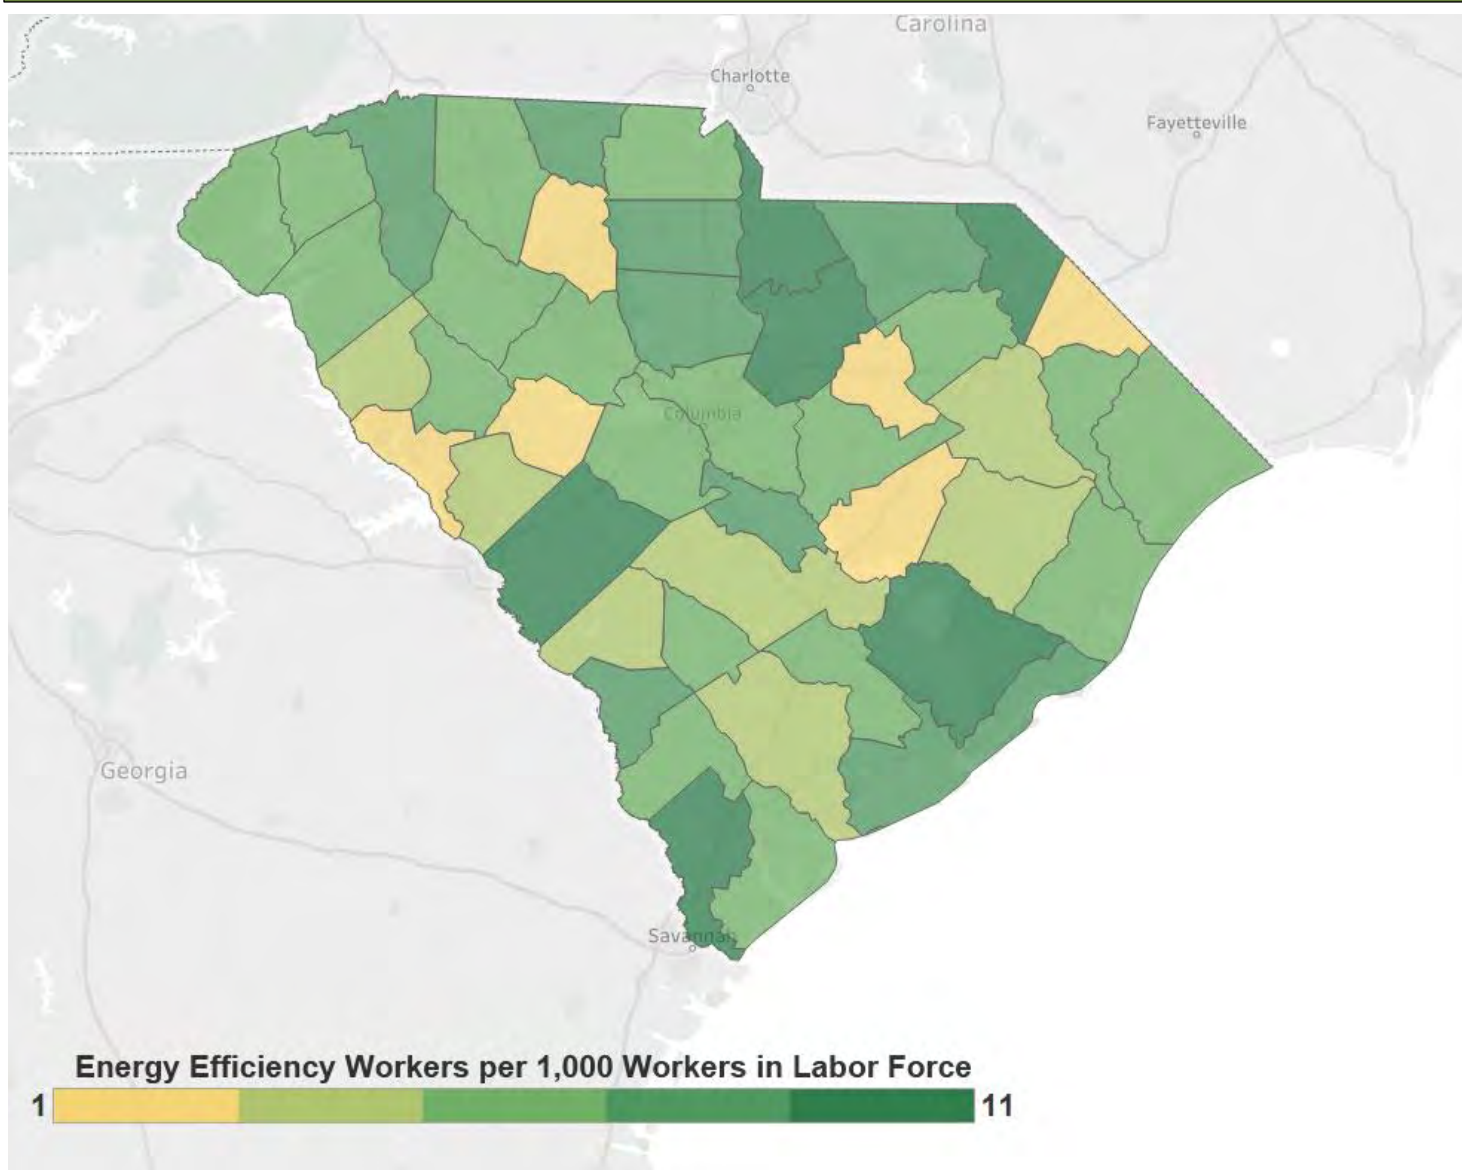 Carolina
Charlotte
Fayetteville
Columbia
Georgia
Savannah
Energy Efficiency Workers per 1,000 Workers in Labor Force
1 11